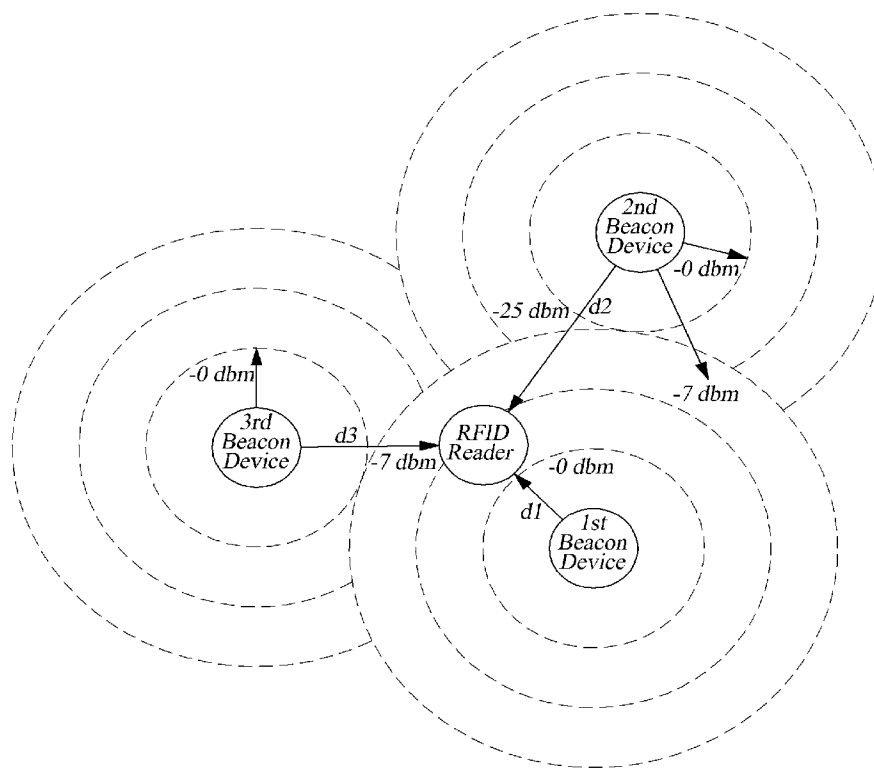 2nd
Beacon
Device
-0 dbm
-25 dbm
d2
-7 dbm
-0 dbm
3rd
Beacon
Device
d3
-7 dbm
RFID
Reader
-0 dbm
d1
1st
Beacon
Device